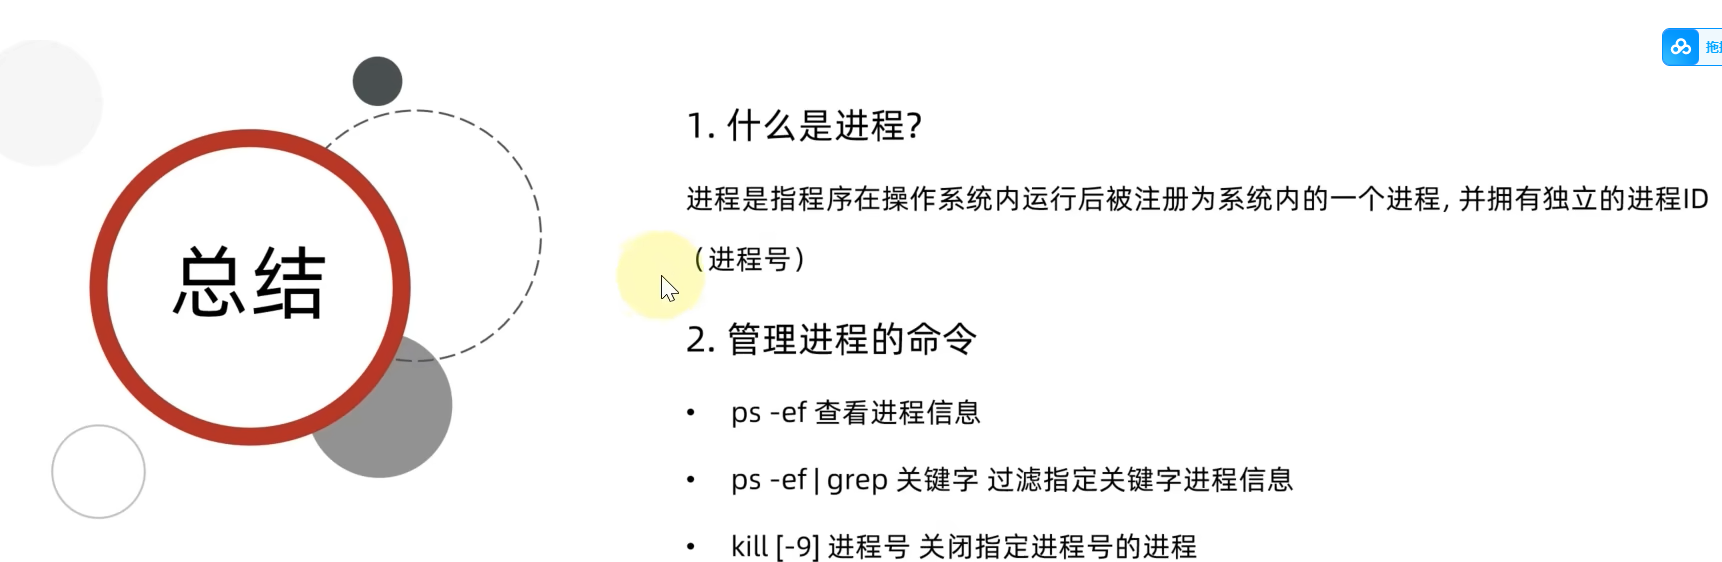 拖
总结
1. 什么是进程?
进程是指程序在操作系统内运行后被注册为系统内的一个进程, 并拥有独立的进程ID
（进程号）
2. 管理进程的命令
• ps -ef 查看进程信息
• ps -ef | grep 关键字 过滤指定关键字进程信息
• kill [-9] 进程号 关闭指定进程号的进程